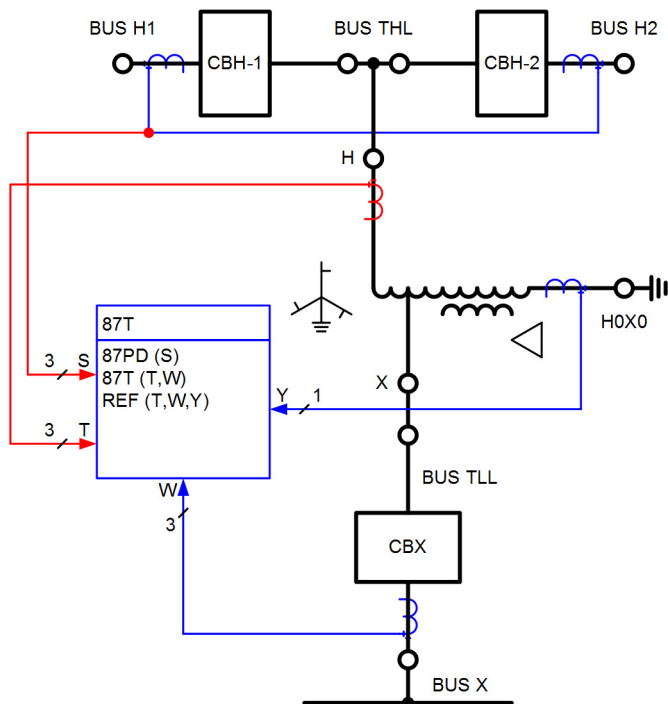 BUS H1
BUS THL
BUS H2
CBH-1
CBH-2
H
87T
H0X0
87PD (S)
87T (T,W)
REF (T,W,Y)
3
S
X
Y
1
3
T
BUS TLL
W
3
CBX
BUS X